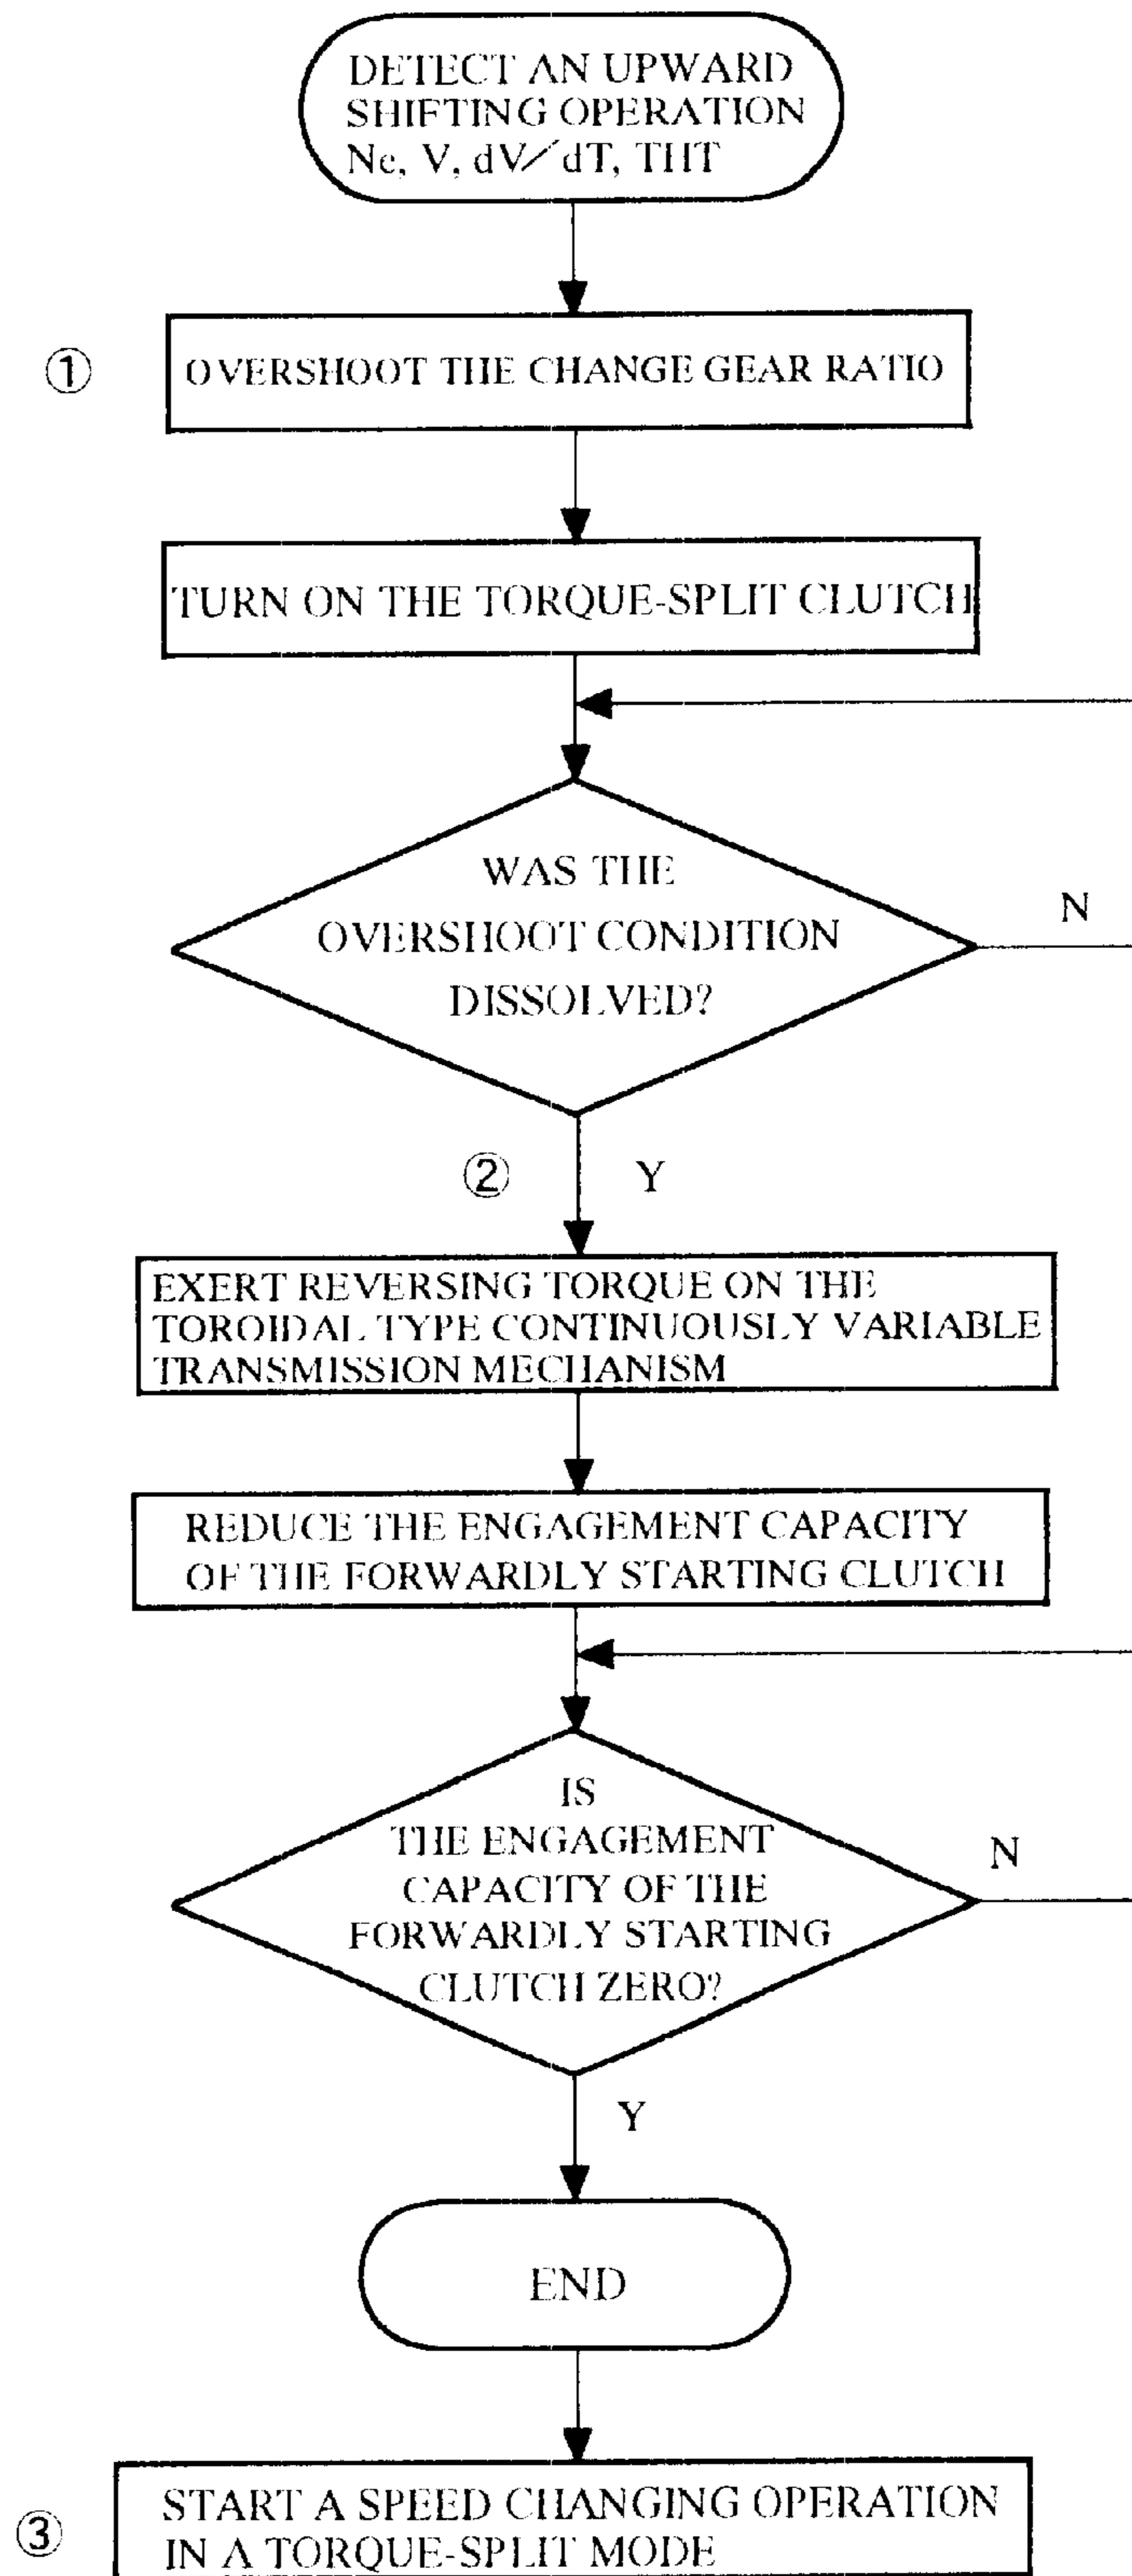 DETECT AN UPWARD
SHIFTING OPERATION
Ne, V, dV/dT, THT
①
OVERSHOOT THE CHANGE GEAR RATIO
TURN ON THE TORQUE-SPLIT CLUTCH
WAS THE
OVERSHOOT CONDITION
DISSOLVED?
N
②
Y
EXERT REVERSING TORQUE ON THE
TOROIDAL TYPE CONTINUOUSLY VARIABLE
TRANSMISSION MECHANISM
REDUCE THE ENGAGEMENT CAPACITY
OF THE FORWARDLY STARTING CLUTCH
IS
THE ENGAGEMENT
CAPACITY OF THE
FORWARDLY STARTING
CLUTCH ZERO?
N
Y
END
③
START A SPEED CHANGING OPERATION
IN A TORQUE-SPLIT MODE